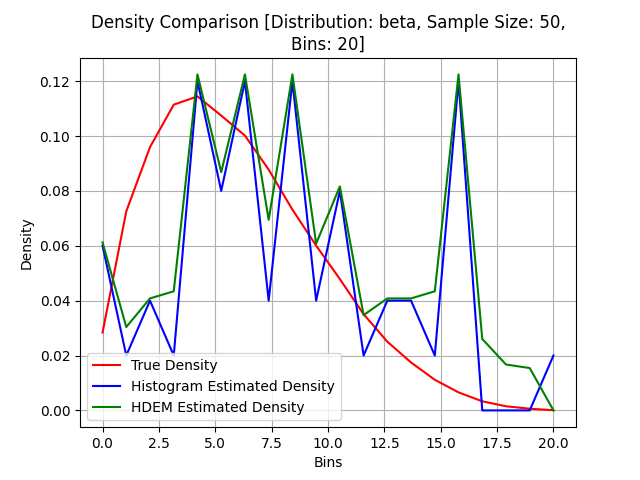 Density Comparison [Distribution: beta, Sample Size: 50,
Bins: 20]
0.12
0.10
0.08
0.06
0.04
0.02
0.00
Density
True Density
Histogram Estimated Density
HDEM Estimated Density
0.0 2.5 5.0 7.5 10.0 12.5 15.0 17.5 20.0
Bins